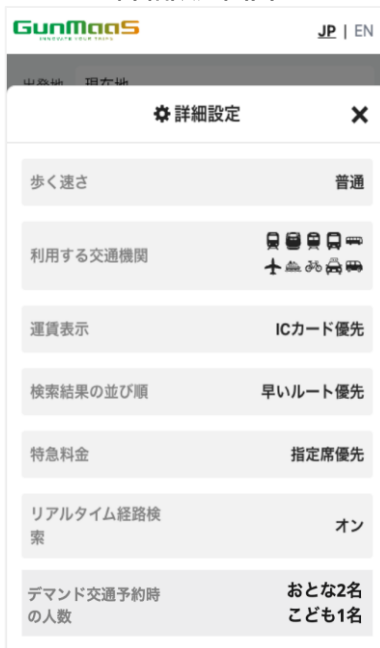 GunMaaS
JP | EN
出発地 現在地
詳細設定
歩く速さ
普通
利用する交通機関
運賃表示
ICカード優先
検索結果の並び順
早いルート優先
特急料金
指定席優先
リアルタイム経路検
索
オン
デマンド交通予約時
の人数
おとな2名
こども1名